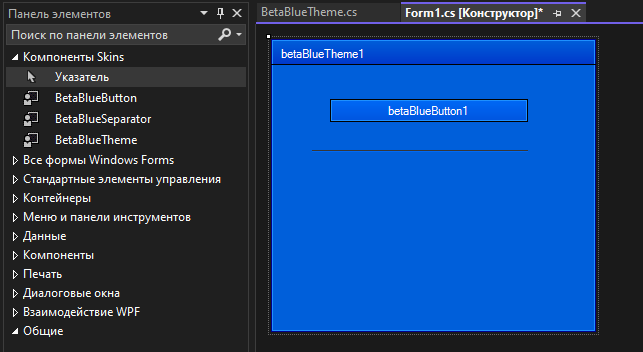 Панель элементов
Поиск по панели элементов
Компоненты Skins
Указатель
BetaBlueButton
BetaBlueSeparator
BetaBlueTheme
Все формы Windows Forms
Стандартные элементы управления
Контейнеры
Меню и панели инструментов
Данные
Компоненты
Печать
Диалоговые окна
Взаимодействие WPF
Общие
BetaBlueTheme.cs
Form1.cs [Конструктор]*
betaBlueTheme1
betaBlueButton1